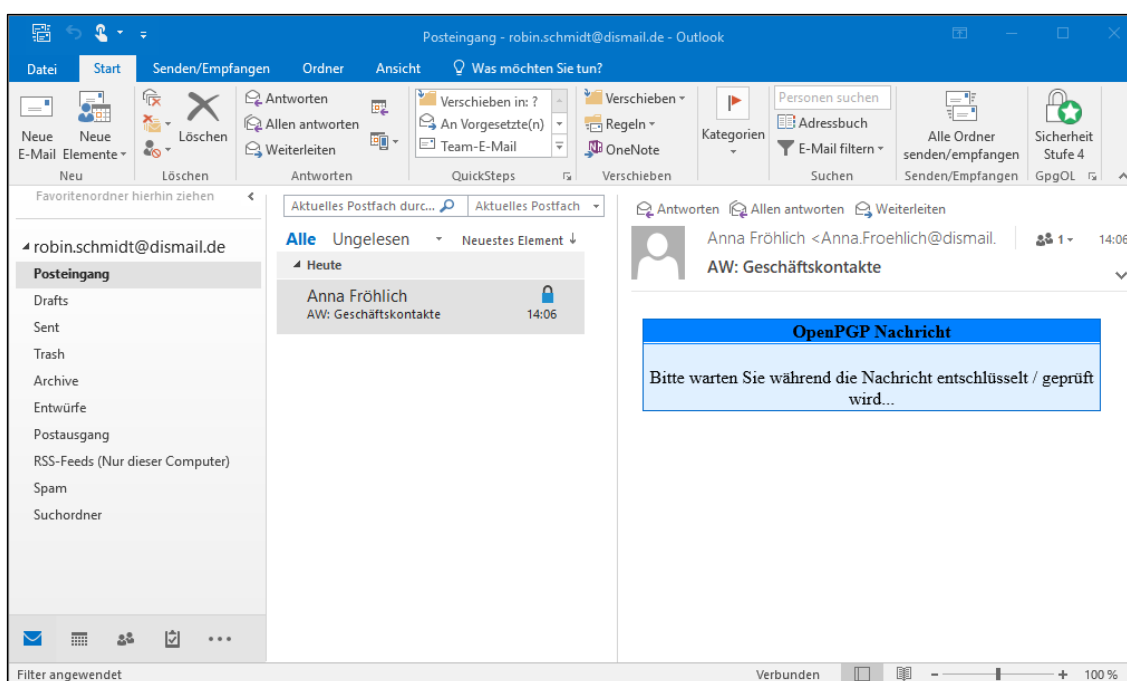 Posteingang - robin.schmidt@dismail.de - Outlook
Datei Start Senden/Empfangen Ordner Ansicht Was möchten Sie tun?
Neue E-Mail
Neue Elemente
Löschen
Antworten
Allen antworten
Weiterleiten
Verschieben in: ?
An Vorgesetzte(n)
Team-E-Mail
Verschieben
Regeln
OneNote
Kategorien
Personen suchen
Adressbuch
E-Mail filtern
Alle Ordner
senden/empfangen
Sicherheit
Stufe 4
Neu Löschen Antworten QuickSteps Verschieben Suchen Senden/Empfangen GpgOL
Favoritenordner hierhin ziehen
robin.schmidt@dismail.de
Posteingang
Drafts
Sent
Trash
Archive
Entwürfe
Postausgang
RSS-Feeds (Nur dieser Computer)
Spam
Suchordner
Aktuelles Postfach durc... Aktuelles Postfach
Alle Ungelesen Neuestes Element ↓
Heute
Anna Fröhlich
AW: Geschäftskontakte 14:06
Antworten Allen antworten Weiterleiten
Anna Fröhlich <Anna.Froehlich@dismail. 1 14:06
AW: Geschäftskontakte
OpenPGP Nachricht
Bitte warten Sie während die Nachricht entschlüsselt / geprüft
wird...
Filter angewendet Verbunden - + 100 %